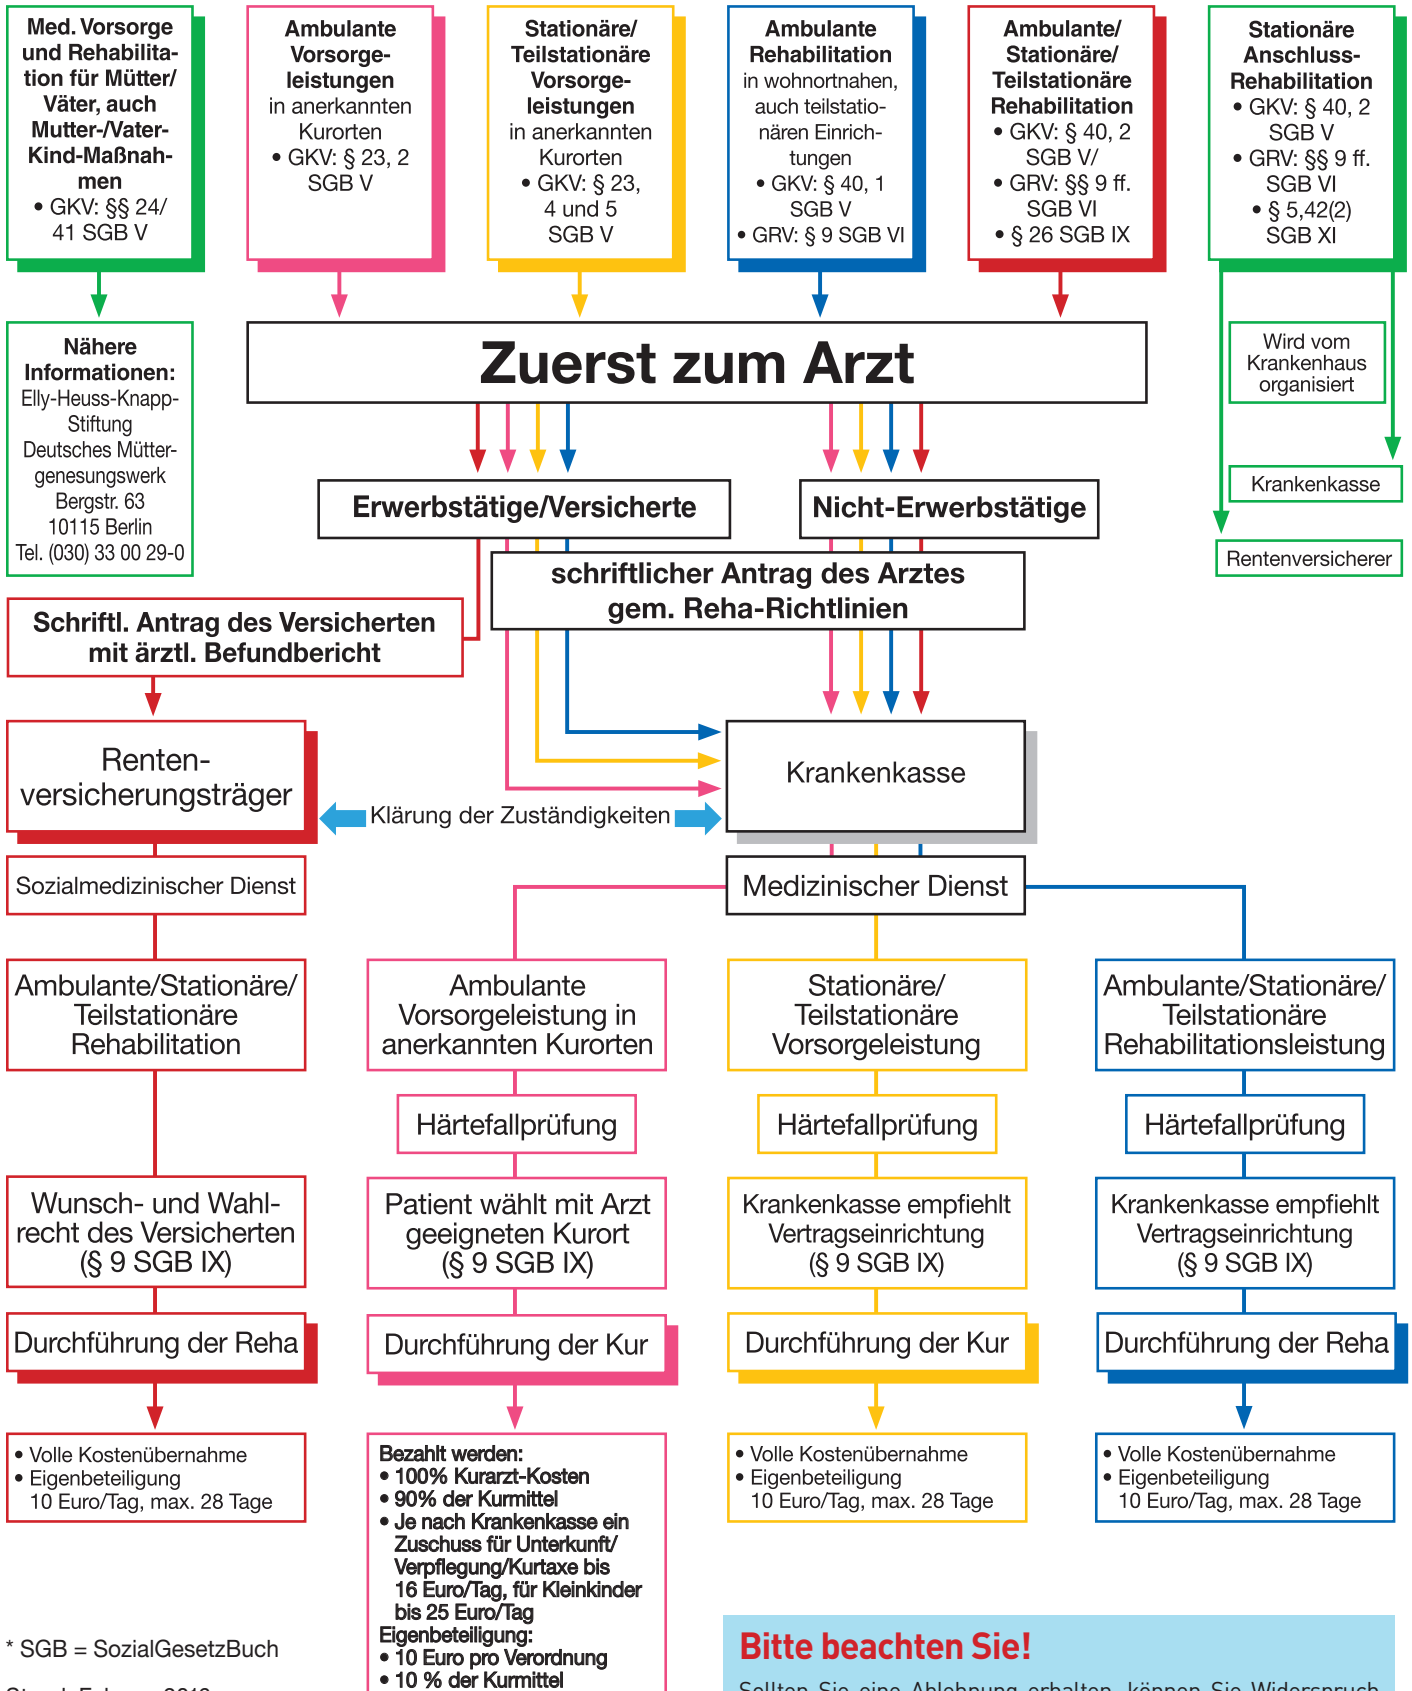 Med. Vorsorge
und Rehabilita-
tion für Mütter/
Väter, auch
Mutter-/Vater-
Kind-Maßnah-
men
• GKV: §§ 24/
41 SGB V
Ambulante
Vorsorge-
leistungen
in anerkannten
Kurorten
• GKV: § 23, 2
SGB V
Stationäre/
Teilstationäre
Vorsorge-
leistungen
in anerkannten
Kurorten
• GKV: § 23,
4 und 5
SGB V
Ambulante
Rehabilitation
in wohnortnahen,
auch teilstatio-
nären Einrich-
tungen
• GKV: § 40, 1
SGB V
• GRV: § 9 SGB VI
Ambulante/
Stationäre/
Teilstationäre
Rehabilitation
• GKV: § 40, 2
SGB V/
• GRV: §§ 9 ff.
SGB VI
• § 26 SGB IX
Stationäre
Anschluss-
Rehabilitation
• GKV: § 40, 2
SGB V
• GRV: §§ 9 ff.
SGB VI
• § 5,42(2)
SGB XI
Nähere
Informationen:
Elly-Heuss-Knapp-
Stiftung
Deutsches Mütter-
genesungswerk
Bergstr. 63
10115 Berlin
Tel. (030) 33 00 29-0
Zuerst zum Arzt
Wird vom
Krankenhaus
organisiert
Krankenkasse
Rentenversicherer
Erwerbstätige/Versicherte
Nicht-Erwerbstätige
schriftlicher Antrag des Arztes
gem. Reha-Richtlinien
Schriftl. Antrag des Versicherten
mit ärztl. Befundbericht
Renten-
versicherungsträger
Klärung der Zuständigkeiten
Krankenkasse
Sozialmedizinischer Dienst
Medizinischer Dienst
Ambulante/Stationäre/
Teilstationäre
Rehabilitation
Ambulante
Vorsorgeleistung in
anerkannten Kurorten
Stationäre/
Teilstationäre
Vorsorgeleistung
Ambulante/Stationäre/
Teilstationäre
Rehabilitationsleistung
Härtefallprüfung
Härtefallprüfung
Härtefallprüfung
Wunsch- und Wahl-
recht des Versicherten
(§ 9 SGB IX)
Patient wählt mit Arzt
geeigneten Kurort
(§ 9 SGB IX)
Krankenkasse empfiehlt
Vertragseinrichtung
(§ 9 SGB IX)
Krankenkasse empfiehlt
Vertragseinrichtung
(§ 9 SGB IX)
Durchführung der Reha
Durchführung der Kur
Durchführung der Kur
Durchführung der Reha
• Volle Kostenübernahme
• Eigenbeteiligung
10 Euro/Tag, max. 28 Tage
Bezahlt werden:
• 100% Kurarzt-Kosten
• 90% der Kurmittel
• Je nach Krankenkasse ein
Zuschuss für Unterkunft/
Verpflegung/Kurtaxe bis
16 Euro/Tag, für Kleinkinder
bis 25 Euro/Tag
Eigenbeteiligung:
• 10 Euro pro Verordnung
• 10 % der Kurmittel
• Volle Kostenübernahme
• Eigenbeteiligung
10 Euro/Tag, max. 28 Tage
• Volle Kostenübernahme
• Eigenbeteiligung
10 Euro/Tag, max. 28 Tage
* SGB = SozialGesetzBuch
Bitte beachten Sie!
Sollten Sie eine Ablehnung erhalten, können Sie Widerspruch